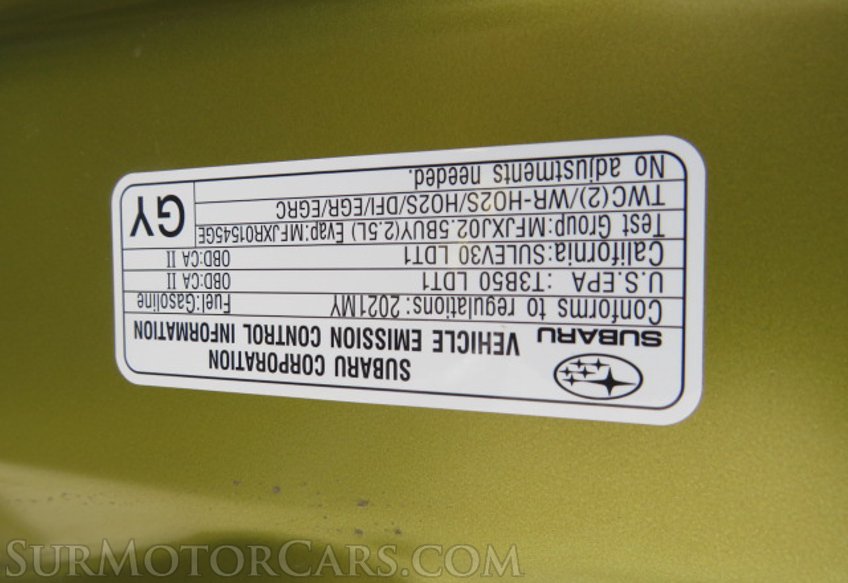 SUBARU CORPORATION
SUBARU VEHICLE EMISSION CONTROL INFORMATION
Conforms to regulations: 2021MY Fuel:Gasoline
U.S.EPA :T3B50 LDT1 OBD:CA II
California:SULEV30 LDT1 OBD:CA II
Test Group:MFJXJ02.5BUY(2.5L) Evap:MFJXR01545GE
TWC(2)/WR-HO2S/HO2S/DFI/EGR/EGRC
No adjustments needed.
GY
SURMOTORCARS.COM